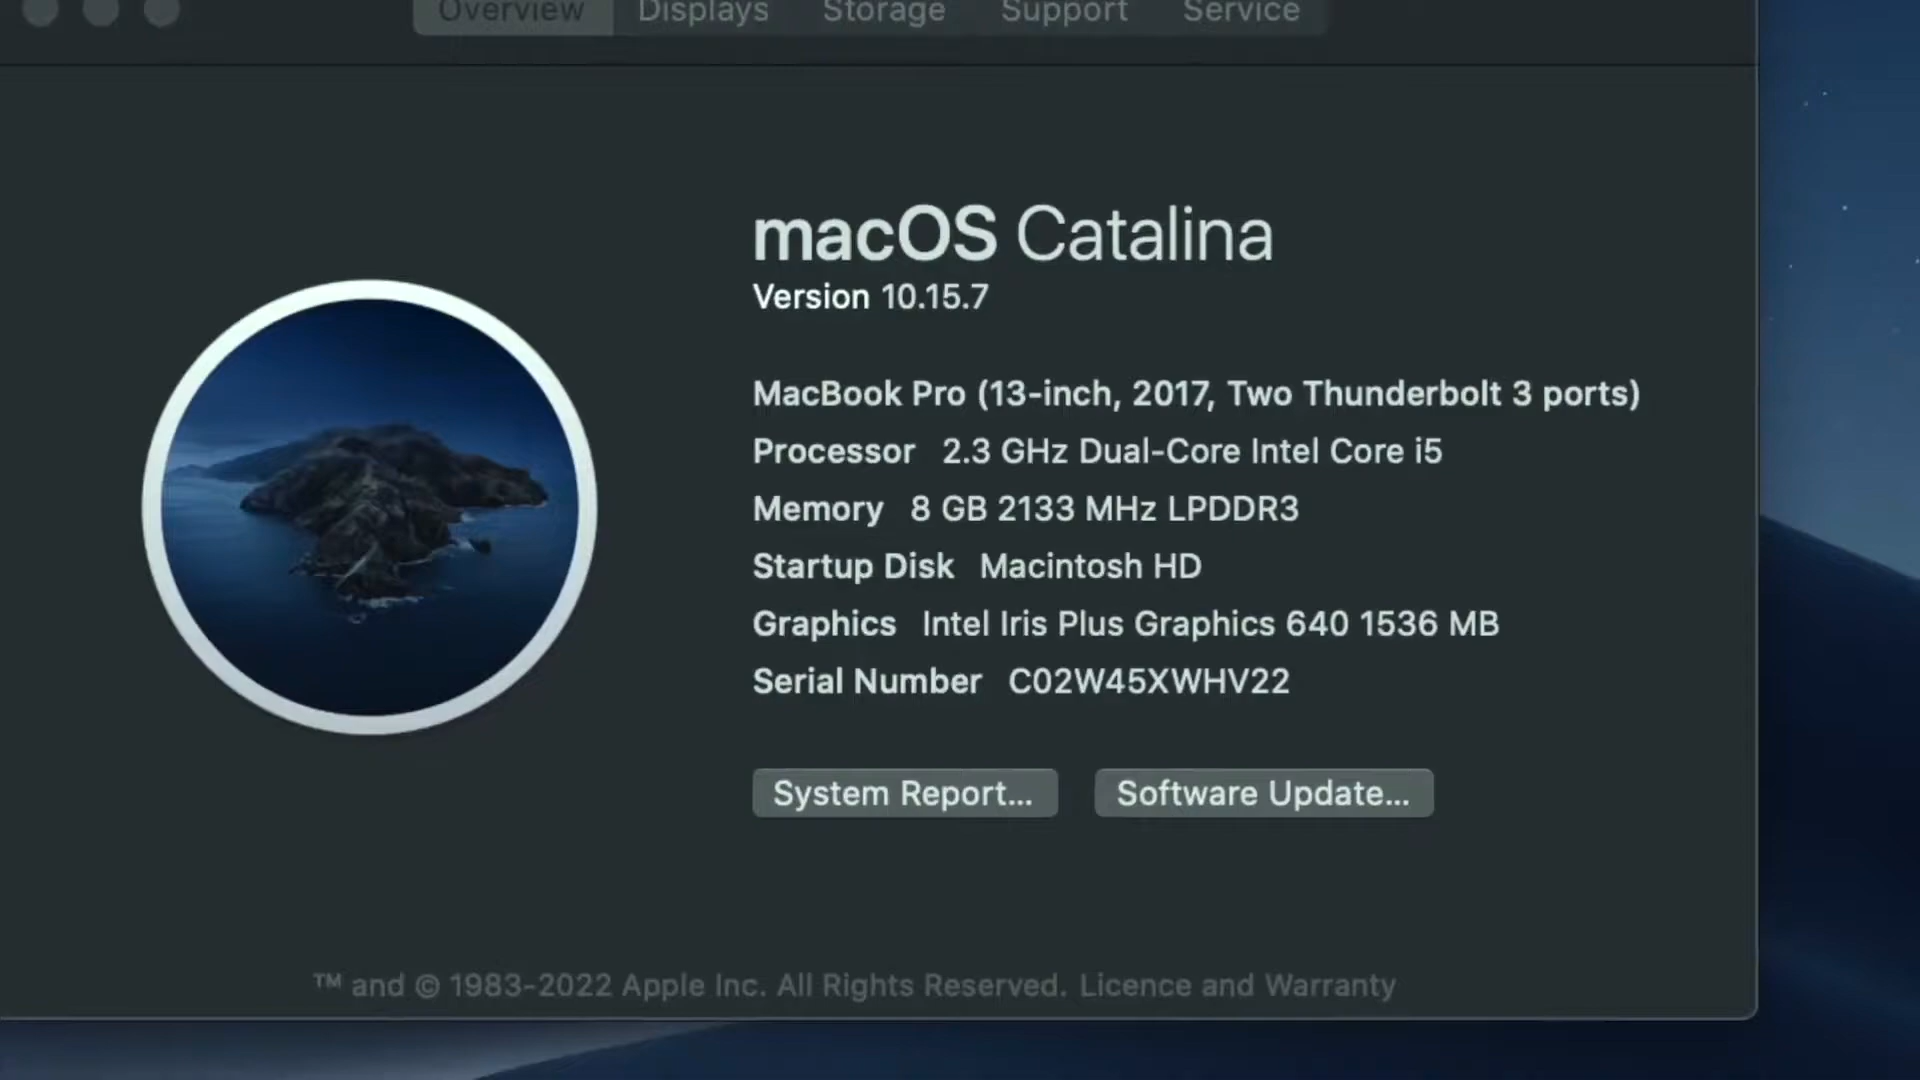 Overview Displays Storage Support Service
macOS Catalina
Version 10.15.7
MacBook Pro (13-inch, 2017, Two Thunderbolt 3 ports)
Processor 2.3 GHz Dual-Core Intel Core i5
Memory 8 GB 2133 MHz LPDDR3
Startup Disk Macintosh HD
Graphics Intel Iris Plus Graphics 640 1536 MB
Serial Number C02W45XWHV22
System Report... Software Update...
™ and © 1983-2022 Apple Inc. All Rights Reserved. Licence and Warranty